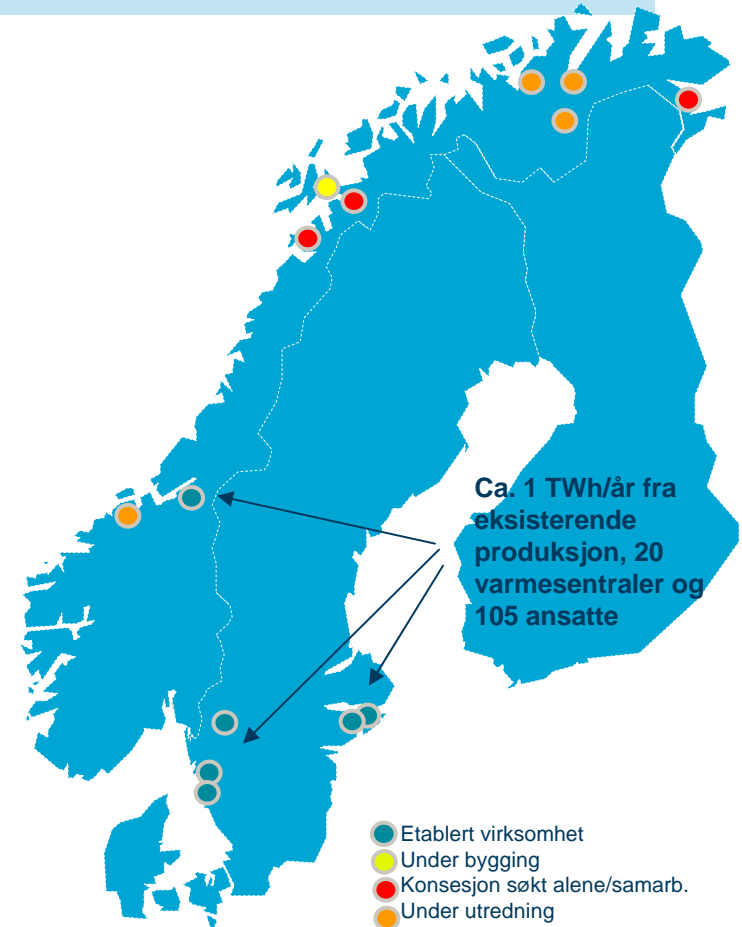 Ca. 1 TWh/år fra
eksisterende
produksjon, 20
varmesentraler og
105 ansatte
Etablert virksomhet
Under bygging
Konsesjon søkt alene/samarb.
Under utredning